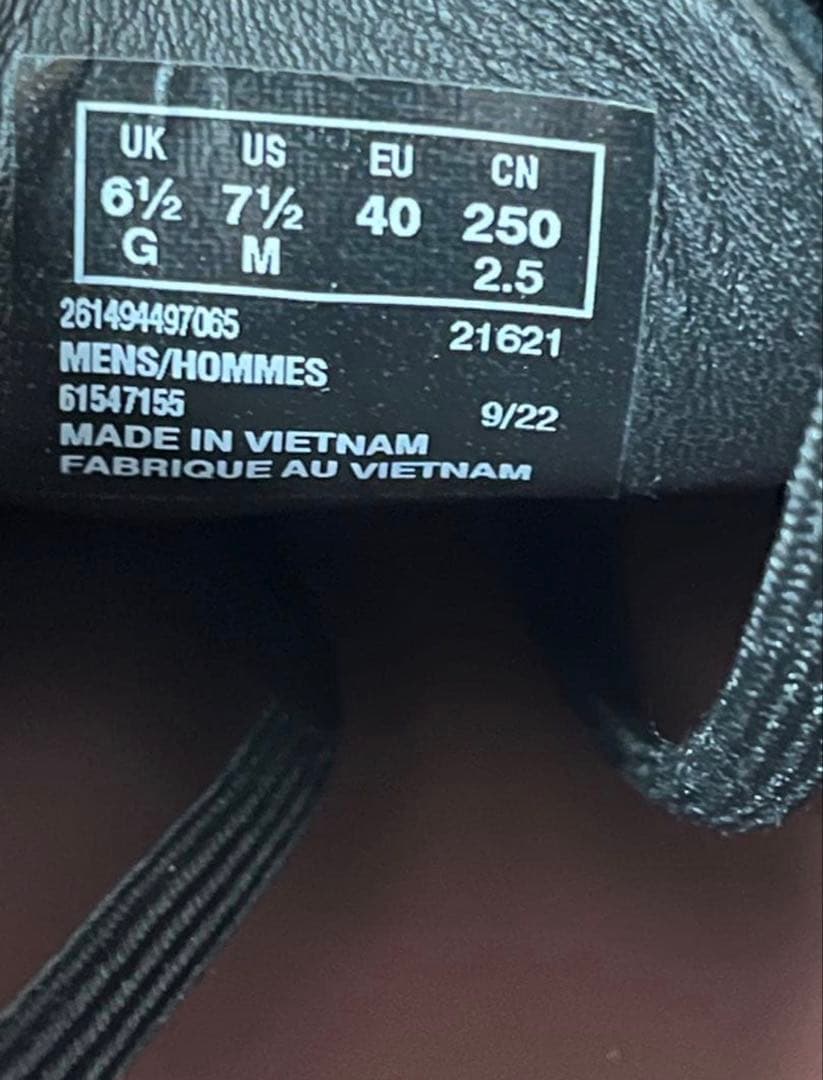 UK US EU CN
6½ 7½ 40 250
G M 2.5
261494497065 21621
MENS/HOMMES
61547155 9/22
MADE IN VIETNAM
FABRIQUE AU VIETNAM